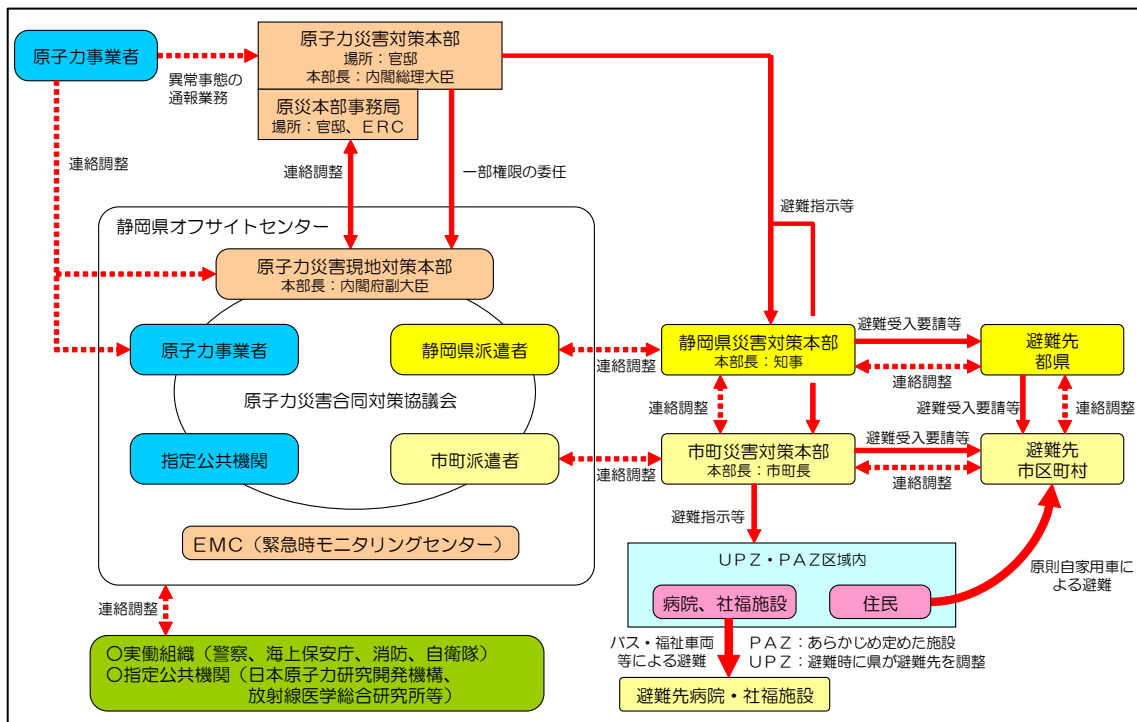 原子力事業者
異常事態の
通報業務
原子力災害対策本部
場所：官邸
本部長：内閣総理大臣
原災本部事務局
場所：官邸、ＥＲＣ
連絡調整
連絡調整
一部権限の委任
避難指示等
静岡県オフサイトセンター
原子力災害現地対策本部
本部長：内閣府副大臣
原子力事業者
静岡県派遣者
原子力災害合同対策協議会
指定公共機関
市町派遣者
ＥＭＣ（緊急時モニタリングセンター）
連絡調整
静岡県災害対策本部
本部長：知事
避難受入要請等
連絡調整
避難先
都県
連絡調整
避難受入要請等
連絡調整
連絡調整
市町災害対策本部
本部長：市町長
避難受入要請等
連絡調整
避難先
市区町村
避難指示等
ＵＰＺ・ＰＡＺ区域内
病院、社福施設
住民
原則自家用車に
よる避難
バス・福祉車両
等による避難
ＰＡＺ：あらかじめ定めた施設
ＵＰＺ：避難時に県が避難先を調整
避難先病院・社福施設
連絡調整
〇実働組織（警察、海上保安庁、消防、自衛隊）
〇指定公共機関（日本原子力研究開発機構、
放射線医学総合研究所等）